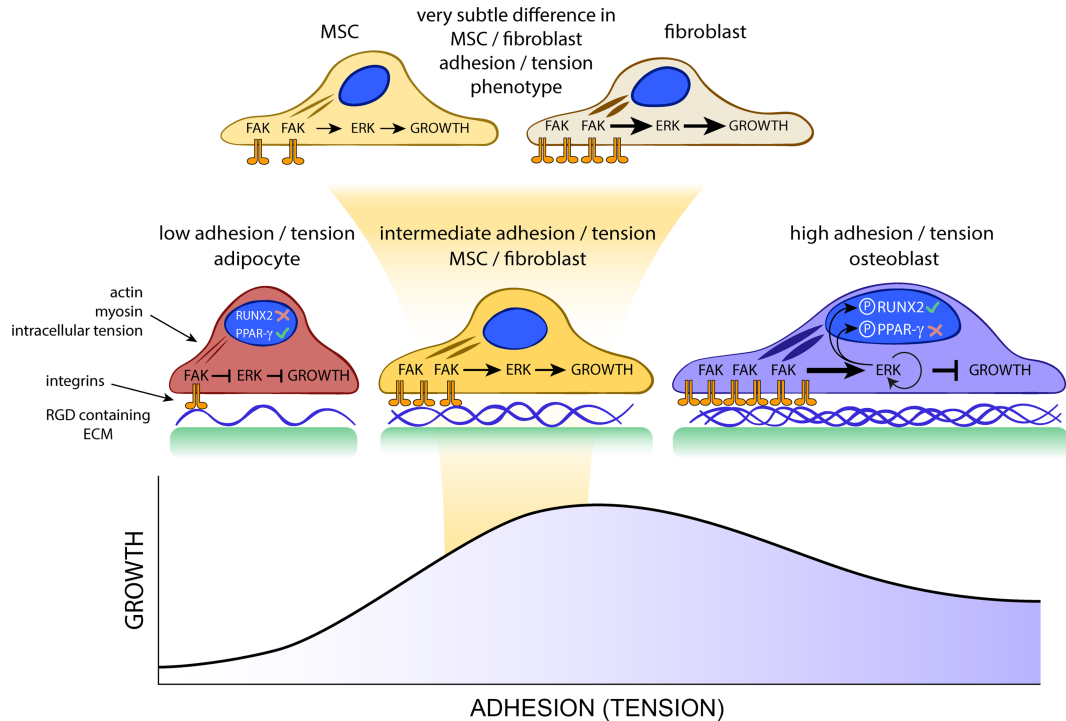 MSC
very subtle difference in
MSC / fibroblast
adhesion / tension
phenotype
fibroblast
FAK FAK ERK GROWTH
FAK FAK ERK GROWTH
low adhesion / tension
adipocyte
intermediate adhesion / tension
MSC / fibroblast
high adhesion / tension
osteoblast
actin
myosin
intracellular tension
integrins
RGD containing
ECM
RUNX2
PPAR-γ
FAK ERK GROWTH
FAK FAK ERK GROWTH
P RUNX2
P PPAR-γ
FAK FAK FAK FAK ERK GROWTH
GROWTH
ADHESION (TENSION)